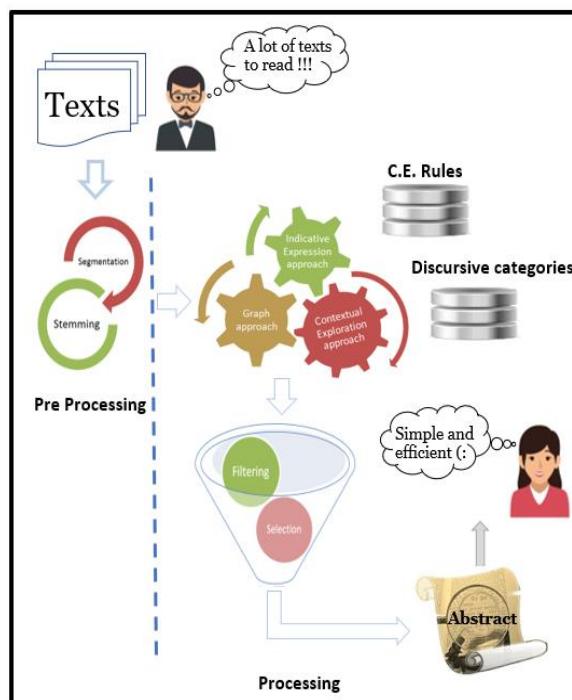 A lot of texts
to read !!!
Texts
C.E. Rules
Indicative
Expression
approach
Segmentation
Discursive categories
Graph
approach
Contextual
Exploration
approach
Stemming
Pre Processing
Simple and
efficient (:
Filtering
Selection
Abstract
Processing